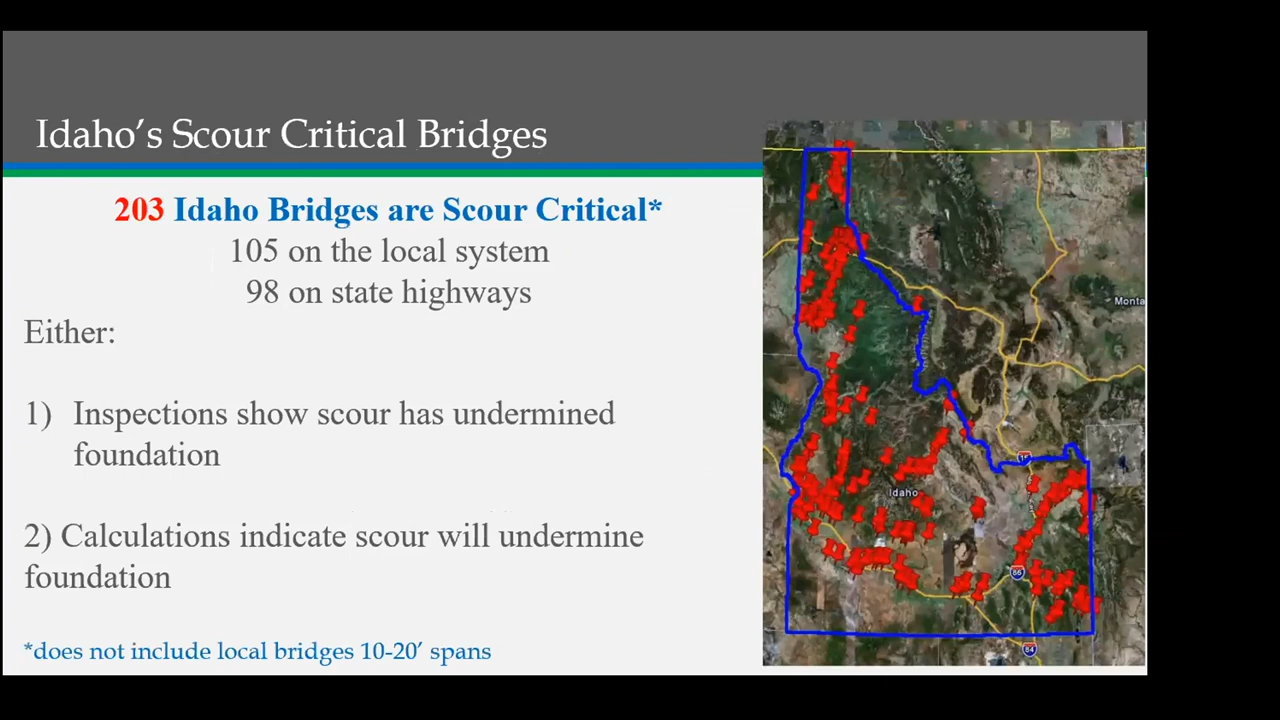 Idaho’s Scour Critical Bridges
203 Idaho Bridges are Scour Critical*
105 on the local system
98 on state highways
Either:
1) Inspections show scour has undermined
foundation
2) Calculations indicate scour will undermine
foundation
*does not include local bridges 10-20’ spans
Monta
Idaho
86
84